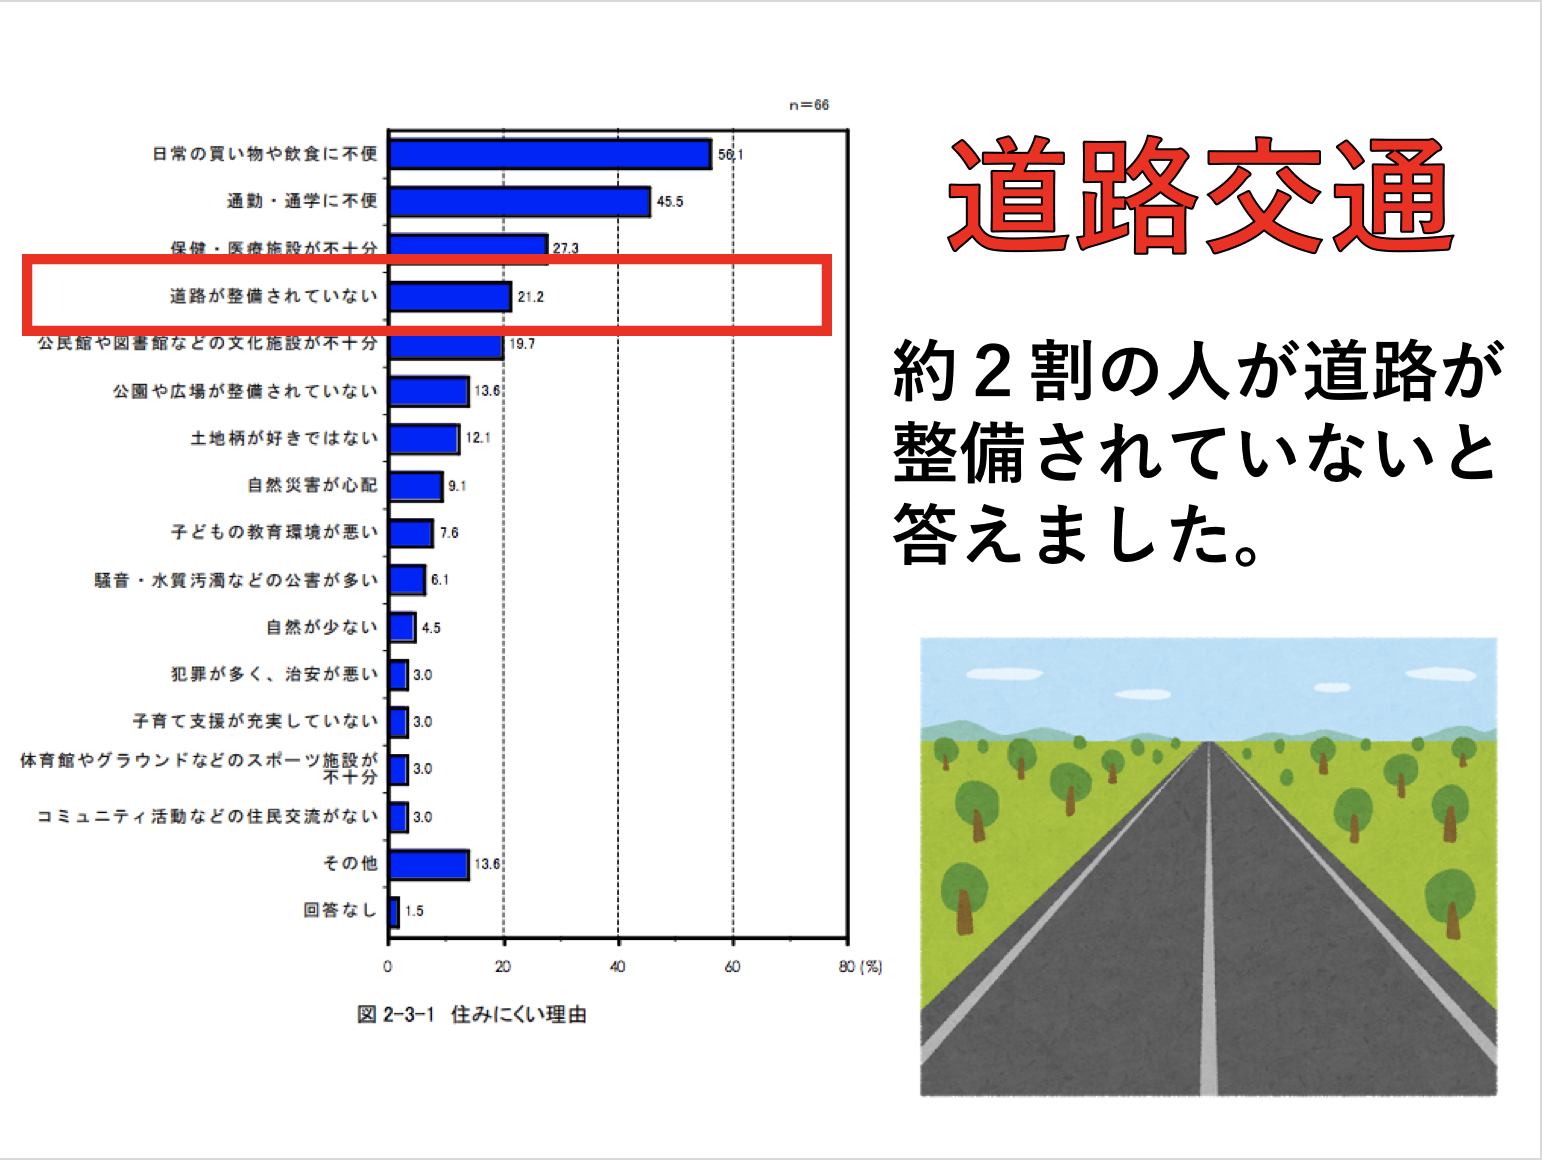 n＝66
日常の買い物や飲食に不便 56.1
通勤・通学に不便 45.5
保健・医療施設が不十分 27.3
道路が整備されていない 21.2
公民館や図書館などの文化施設が不十分 19.7
公園や広場が整備されていない 13.6
土地柄が好きではない 12.1
自然災害が心配 9.1
子どもの教育環境が悪い 7.6
騒音・水質汚濁などの公害が多い 6.1
自然が少ない 4.5
犯罪が多く、治安が悪い 3.0
子育て支援が充実していない 3.0
体育館やグラウンドなどのスポーツ施設が
不十分 3.0
コミュニティ活動などの住民交流がない 3.0
その他 13.6
回答なし 1.5
0 20 40 60 80 (%)
図 2-3-1 住みにくい理由
道路交通
約２割の人が道路が
整備されていないと
答えました。